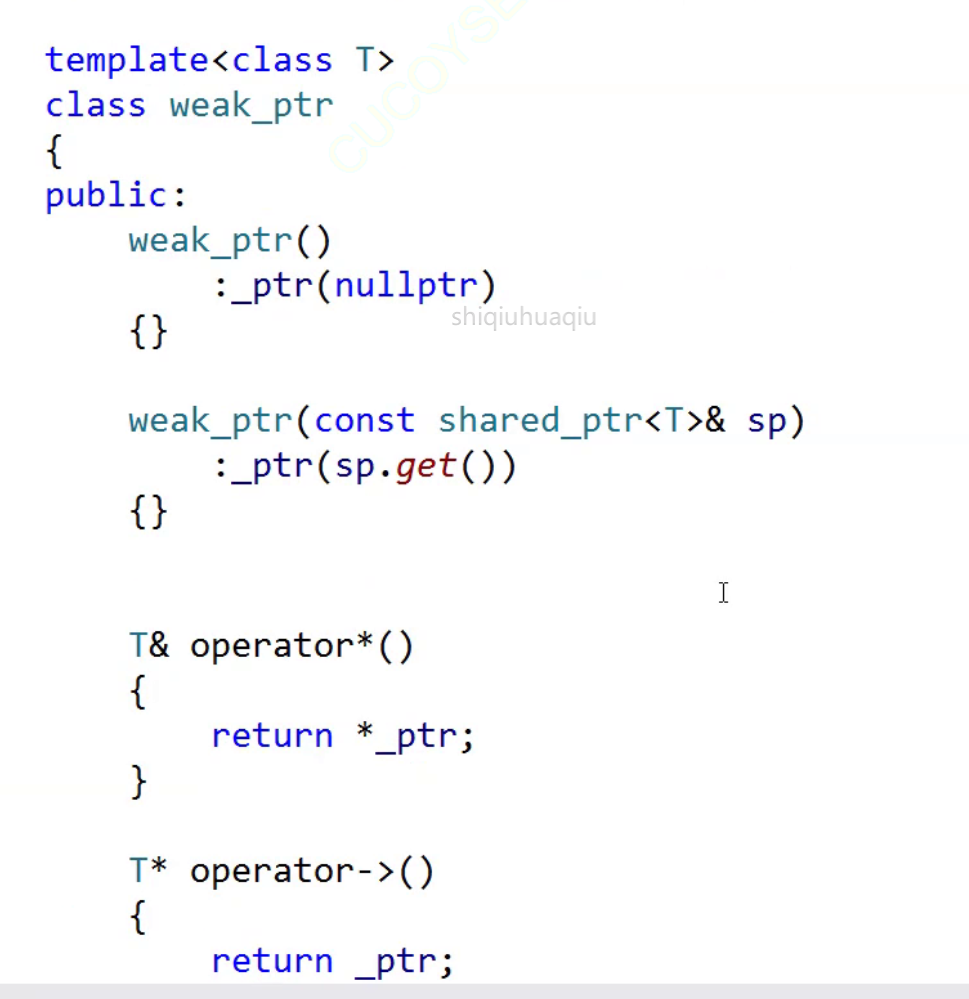 template<class T>
class weak_ptr
{
public:
    weak_ptr()
        :_ptr(nullptr)
shiqiuhuaqiu
    {}
    weak_ptr(const shared_ptr<T>& sp)
        :_ptr(sp.get())
    {}
    T& operator*()
    {
        return *_ptr;
    }
    T* operator->()
    {
        return _ptr;